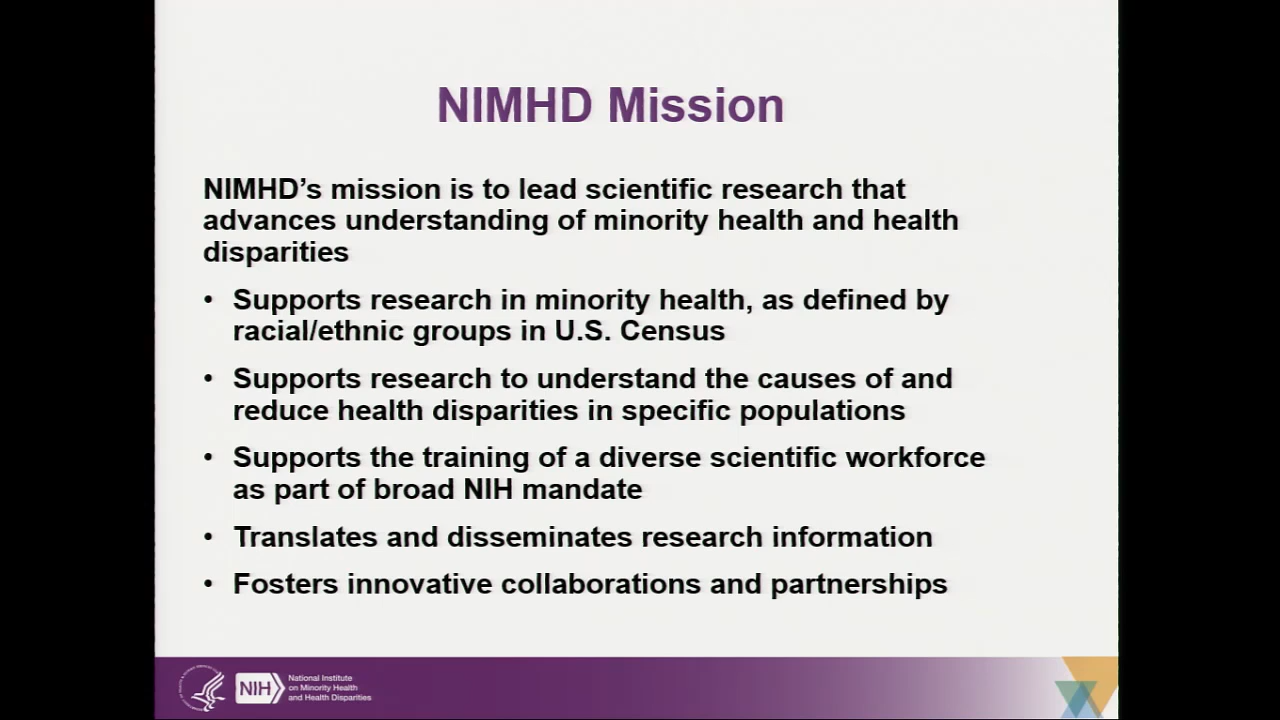 NIMHD Mission
NIMHD’s mission is to lead scientific research that
advances understanding of minority health and health
disparities
• Supports research in minority health, as defined by
racial/ethnic groups in U.S. Census
• Supports research to understand the causes of and
reduce health disparities in specific populations
• Supports the training of a diverse scientific workforce
as part of broad NIH mandate
• Translates and disseminates research information
• Fosters innovative collaborations and partnerships
NIH
National Institute
on Minority Health
and Health Disparities